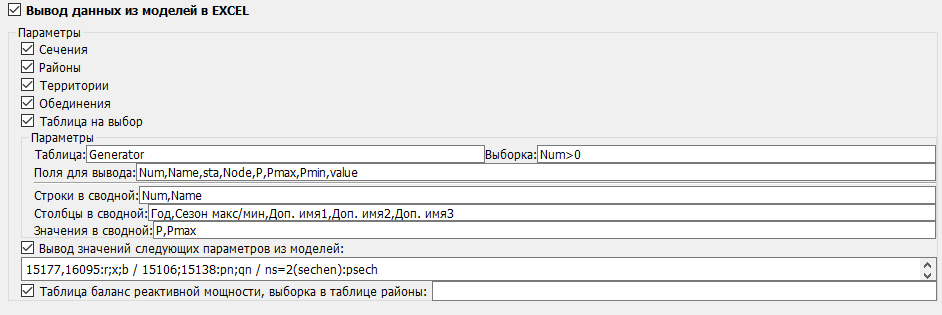 Вывод данных из моделей в EXCEL
Параметры
Сечения
Районы
Территории
Обединения
Таблица на выбор
Параметры
Таблица: Generator Выборка: Num>0
Поля для вывода: Num,Name,sta,Node,P,Pmax,Pmin,value
Строки в сводной: Num,Name
Столбцы в сводной: Год,Сезон макс/мин,Доп. имя1,Доп. имя2,Доп. имя3
Значения в сводной: P,Pmax
Вывод значений следующих параметров из моделей:
15177,16095:r;x;b / 15106;15138:pn;qn / ns=2(sechen):psech
Таблица баланс реактивной мощности, выборка в таблице районы: